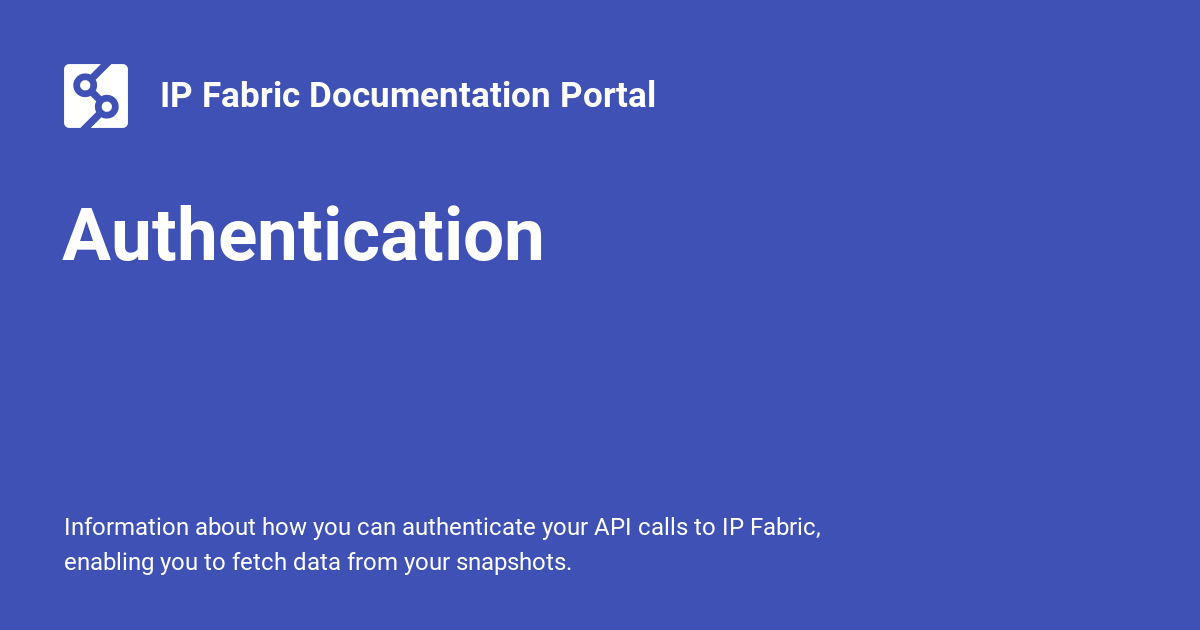 IP Fabric Documentation Portal
Authentication
Information about how you can authenticate your API calls to IP Fabric,
enabling you to fetch data from your snapshots.